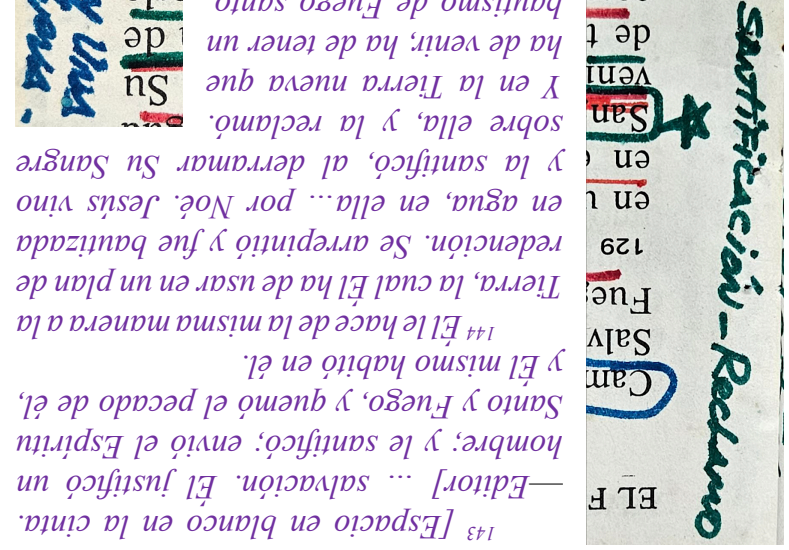 EL F
Cam
Salv
Fue
129
en u
en
San
veni
de t
Santificación-Reclamo
143 [Espacio en blanco en la cinta.
—Editor] ... salvación. Él justificó un
hombre; y le santificó; envió el Espíritu
Santo y Fuego, y quemó el pecado de él,
y Él mismo habitó en él.
144 Él le hace de la misma manera a la
Tierra, la cual Él ha de usar en un plan de
redención. Se arrepintió y fue bautizada
en agua, en ella... por Noé. Jesús vino
y la santificó, al derramar Su Sangre
sobre ella, y la reclamó.
Y en la Tierra nueva que
ha de venir, ha de tener un
bautismo de Fuego santo
Su
de
y Una